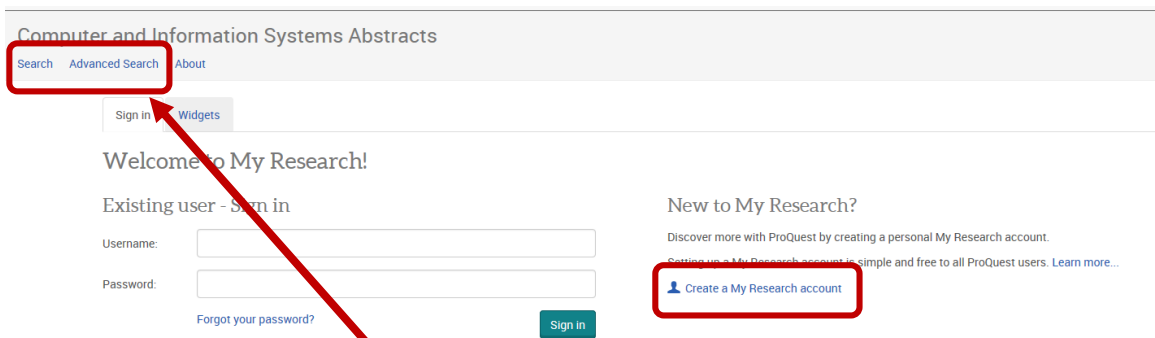 Computer and Information Systems Abstracts
Search Advanced Search About
Sign in Widgets
Welcome to My Research!
Existing user - Sign in
Username:
Password:
Forgot your password? Sign in
New to My Research?
Discover more with ProQuest by creating a personal My Research account.
Setting up a My Research account is simple and free to all ProQuest users. Learn more...
Create a My Research account